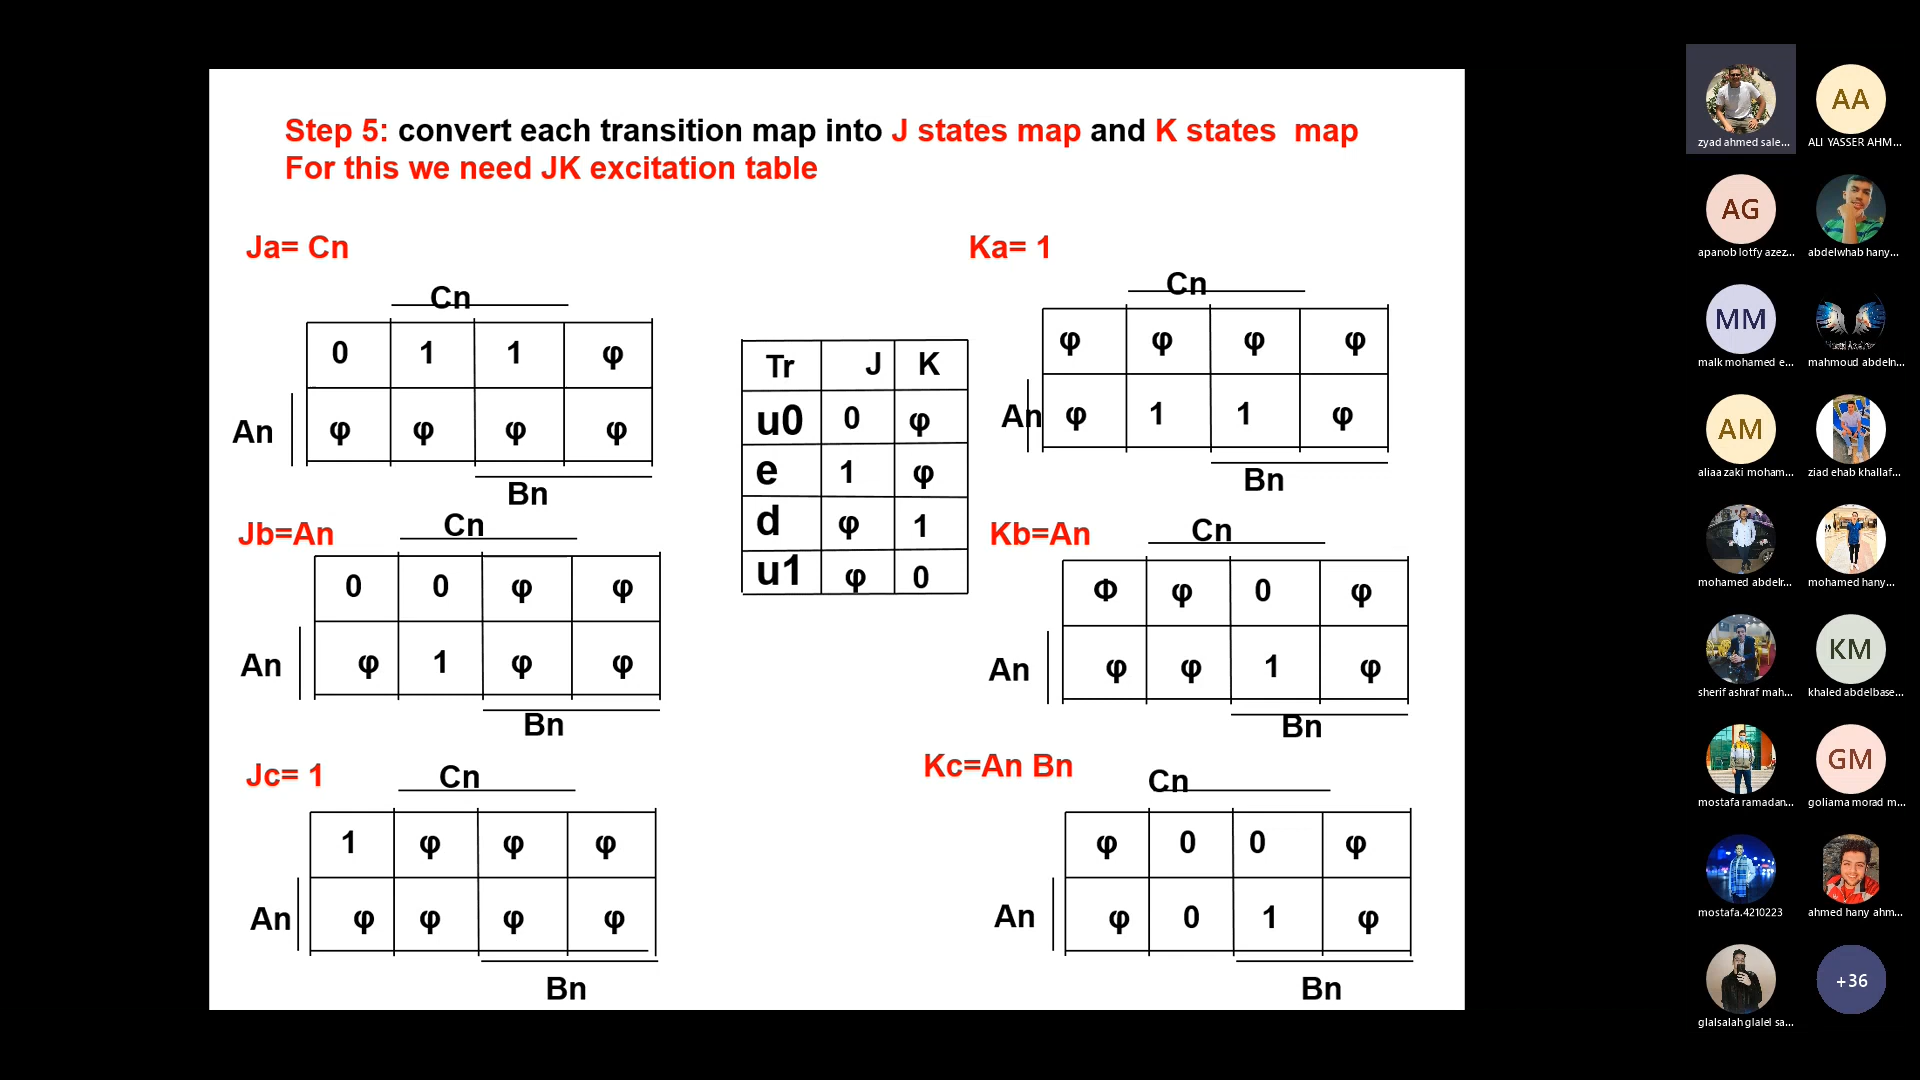 Step 5: convert each transition map into J states map and K states map
For this we need JK excitation table
Ja= Cn
Cn
0 1 1 φ
An φ φ φ φ
Bn
Jb=An
Cn
0 0 φ φ
An φ 1 φ φ
Bn
Jc= 1
Cn
1 φ φ φ
An φ φ φ φ
Bn
Tr J K
u0 0 φ
e 1 φ
d φ 1
u1 φ 0
Ka= 1
Cn
φ φ φ φ
An φ 1 1 φ
Bn
Kb=An
Cn
Φ φ 0 φ
An φ φ 1 φ
Bn
Kc=An Bn
Cn
φ 0 0 φ
An φ 0 1 φ
Bn
zyad ahmed sale...
AA
ALI YASSER AHM...
AG
apanob lotfy azez...
abdelwhab hany...
MM
malk mohamed e...
mahmoud abdeln...
AM
aliaa zaki moham...
ziad ehab khallaf...
mohamed abdelr...
mohamed hany...
sherif ashraf mah...
KM
khaled abdelbase...
mostafa ramadan...
GM
goliama morad m...
mostafa.4210223
ahmed hany ahm...
glalsalah glalel sa...
+36